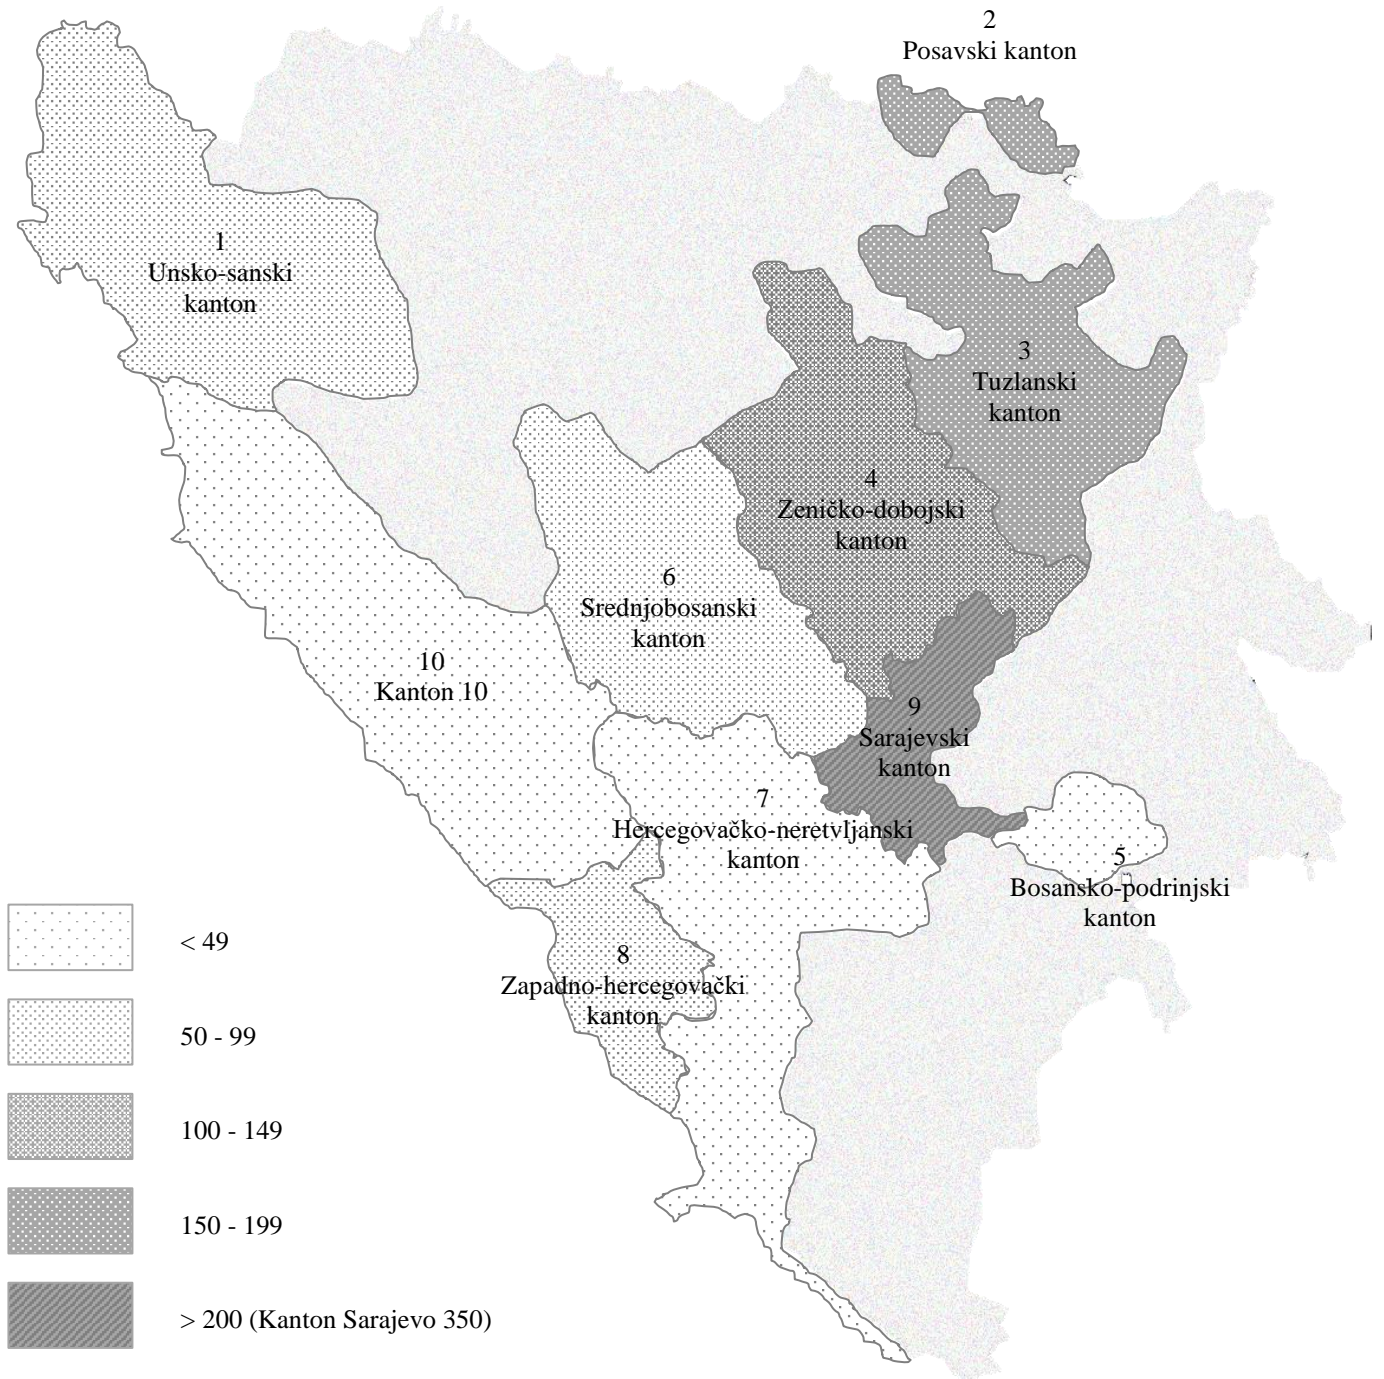 2
Posavski kanton
1
Unsko-sanski
kanton
3
Tuzlanski
kanton
4
Zeničko-dobojski
kanton
6
Srednjobosanski
kanton
10
Kanton 10
9
Sarajevski
kanton
7
Hercegovačko-neretvljanski
kanton
5
Bosansko-podrinjski
kanton
8
Zapadno-hercegovački
kanton
< 49
50 - 99
100 - 149
150 - 199
> 200 (Kanton Sarajevo 350)